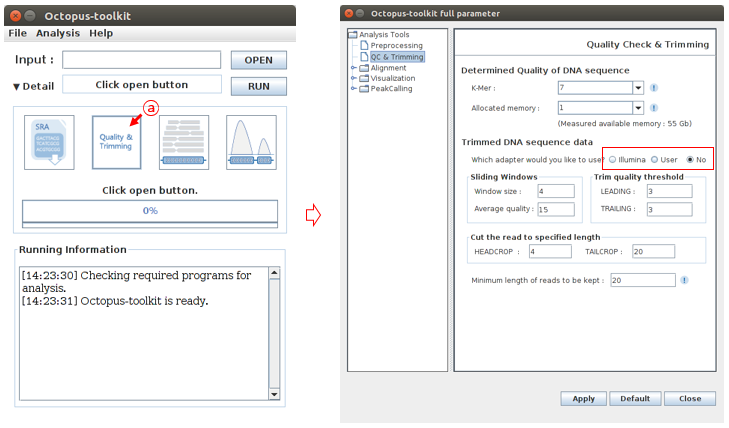 Octopus-toolkit
File Analysis Help
Input : OPEN
▼ Detail Click open button RUN
a
SRA
Quality &
Trimming
Click open button.
0%
Running Information
[14:23:30] Checking required programs for
analysis.
[14:23:31] Octopus-toolkit is ready.
Octopus-toolkit full parameter
Analysis Tools
Preprocessing
QC & Trimming
Alignment
Visualization
PeakCalling
Quality Check & Trimming
Determined Quality of DNA sequence
K-Mer : 7 !
Allocated memory : 1 !
(Measured available memory : 55 Gb)
Trimmed DNA sequence data
Which adapter would you like to use? Illumina User No
Sliding Windows Trim quality threshold
Window size : 4 LEADING : 3
Average quality : 15 TRAILING : 3
Cut the read to specified length
HEADCROP : 4 TAILCROP : 20
Minimum length of reads to be kept : 20 !
Apply Default Close